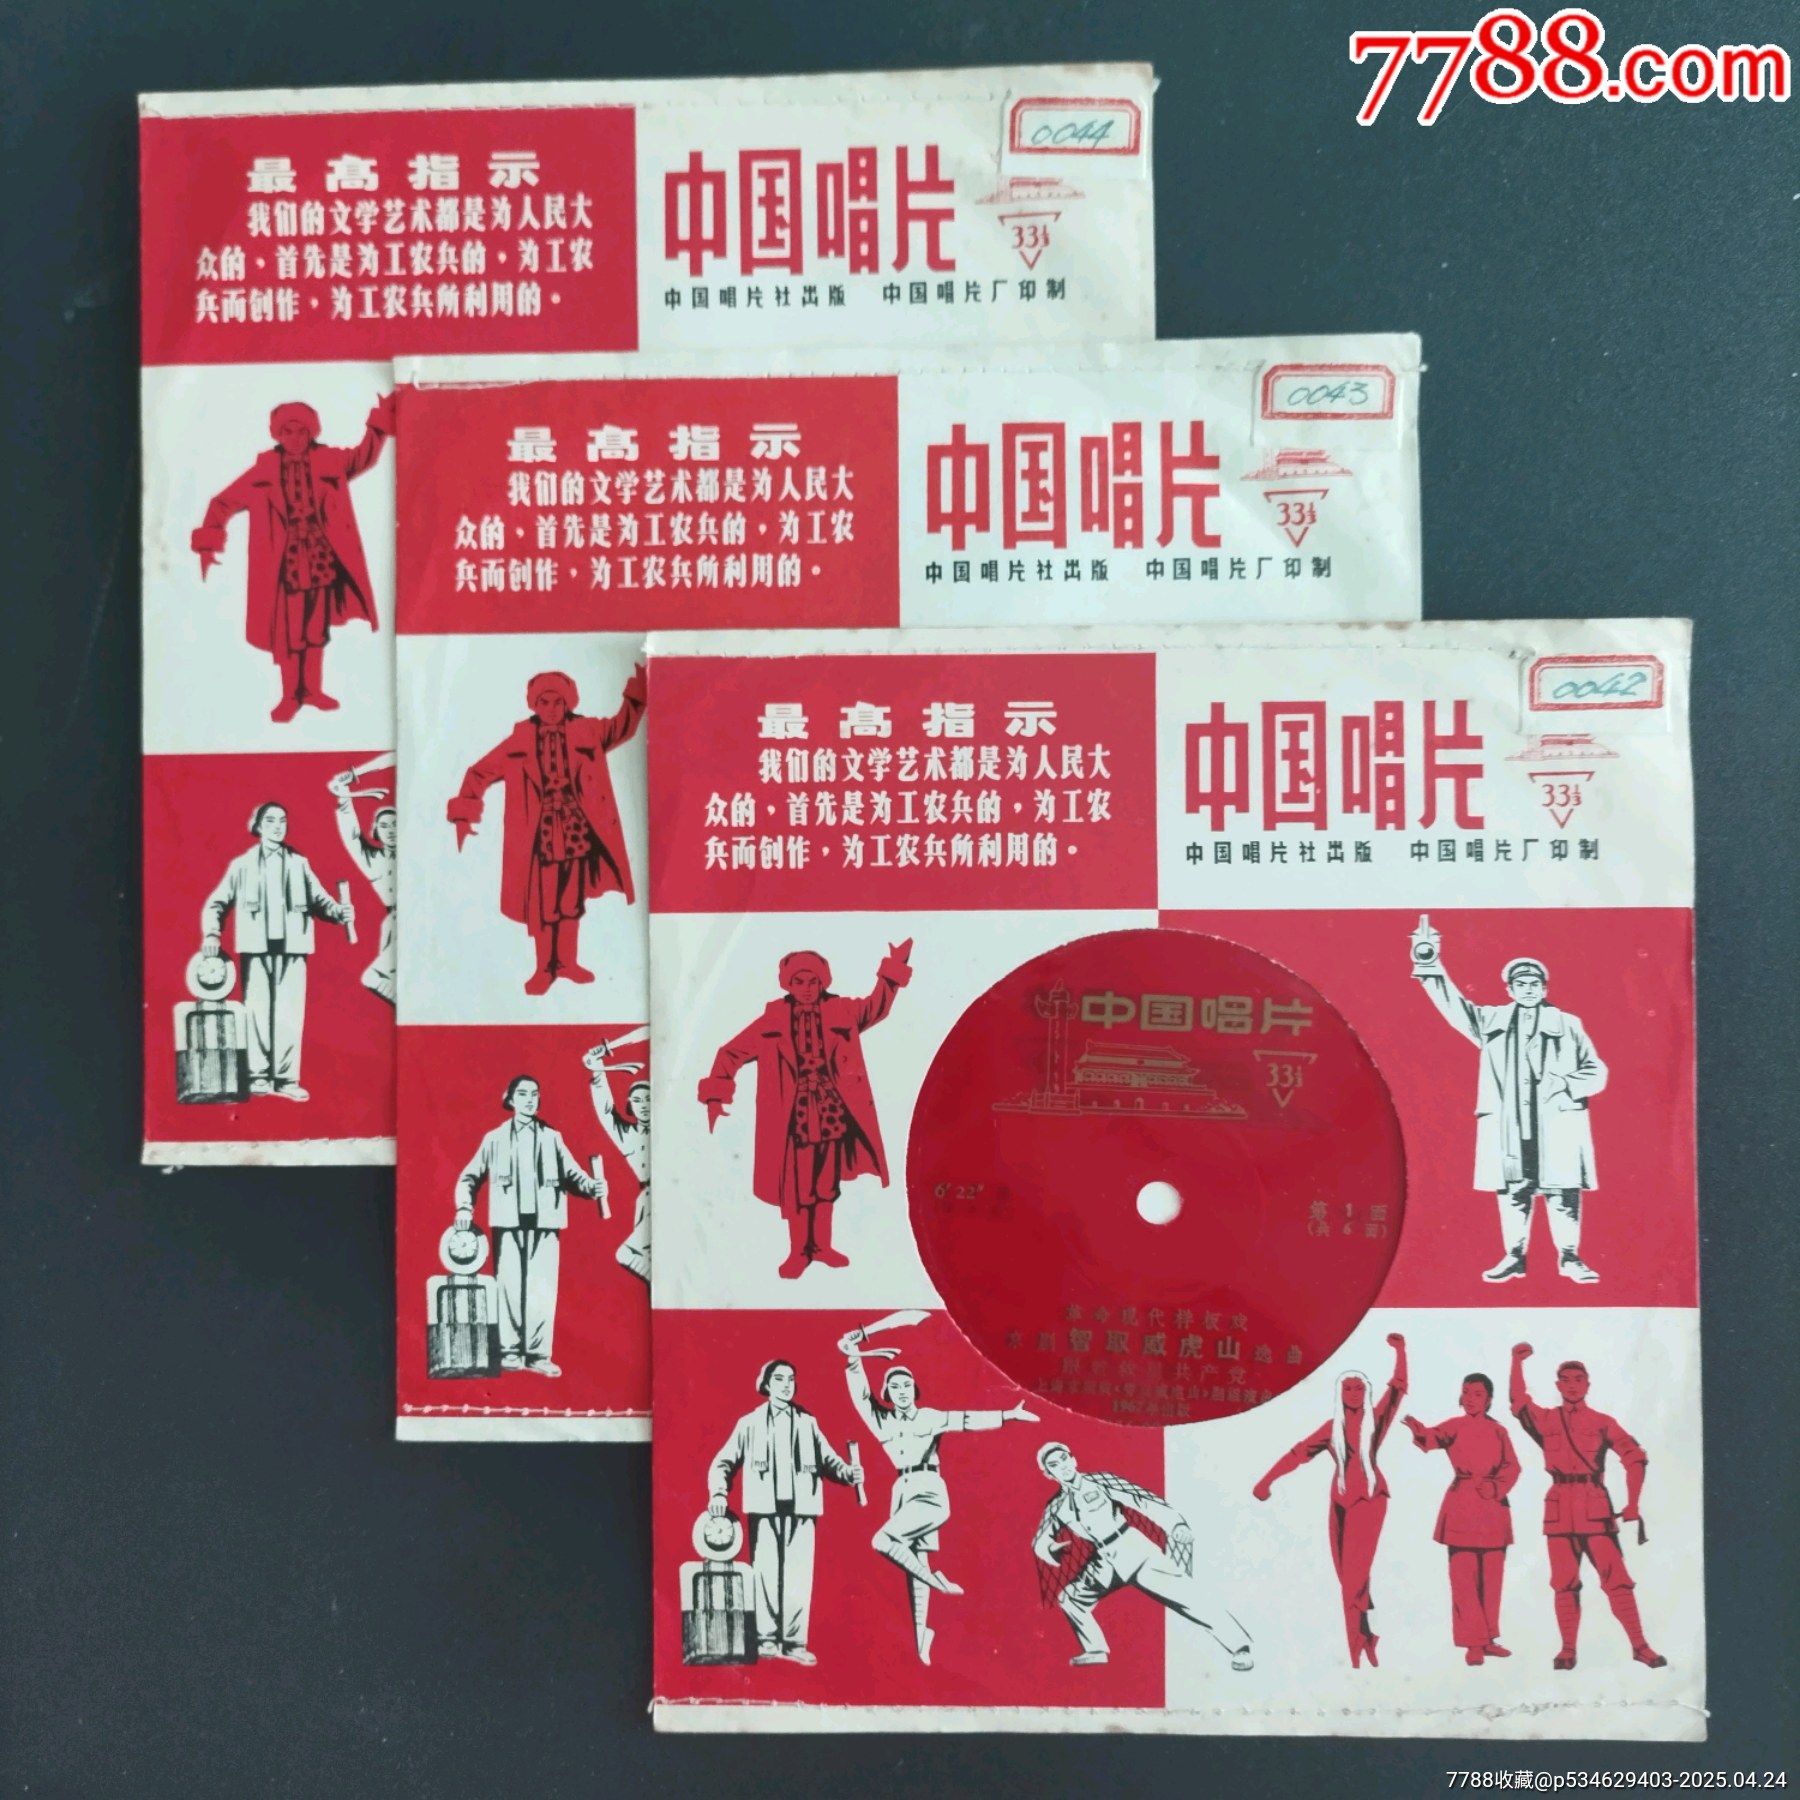 7788.com
0044
最高指示
我们的文学艺术都是为人民大
众的，首先是为工农兵的，为工农
兵而创作，为工农兵所利用的。
中国唱片
33⅓
中国唱片社出版 中国唱片厂印制
0043
最高指示
我们的文学艺术都是为人民大
众的，首先是为工农兵的，为工农
兵而创作，为工农兵所利用的。
中国唱片
33⅓
中国唱片社出版 中国唱片厂印制
0042
最高指示
我们的文学艺术都是为人民大
众的，首先是为工农兵的，为工农
兵而创作，为工农兵所利用的。
中国唱片
33⅓
中国唱片社出版 中国唱片厂印制
中国唱片
33⅓
6′22″
第1面
（共6面）
革命现代样板戏
京剧 智取威虎山 选曲
共产党
1967年出版
7788收藏@p534629403-2025.04.24